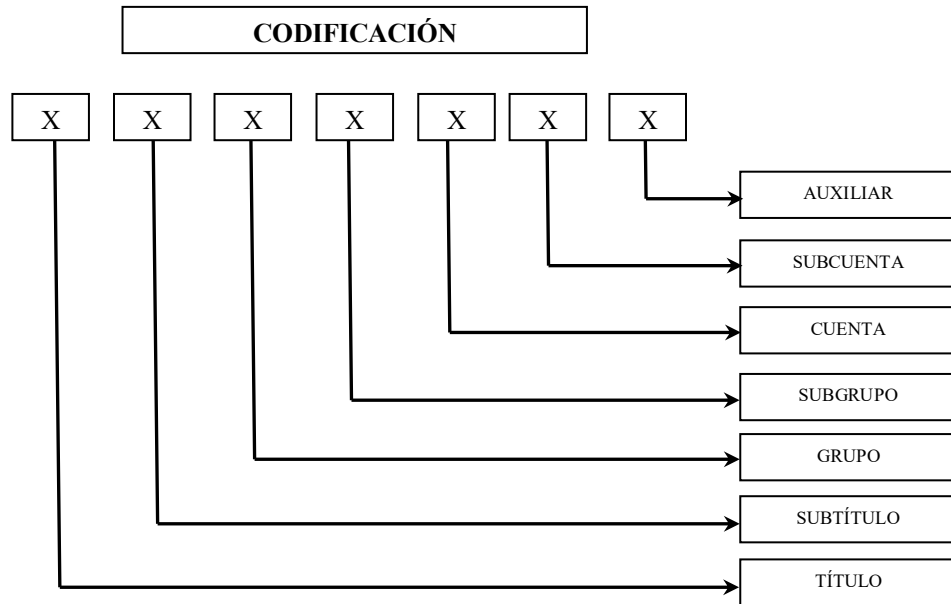 CODIFICACIÓN
X X X X X X X
AUXILIAR
SUBCUENTA
CUENTA
SUBGRUPO
GRUPO
SUBTÍTULO
TÍTULO